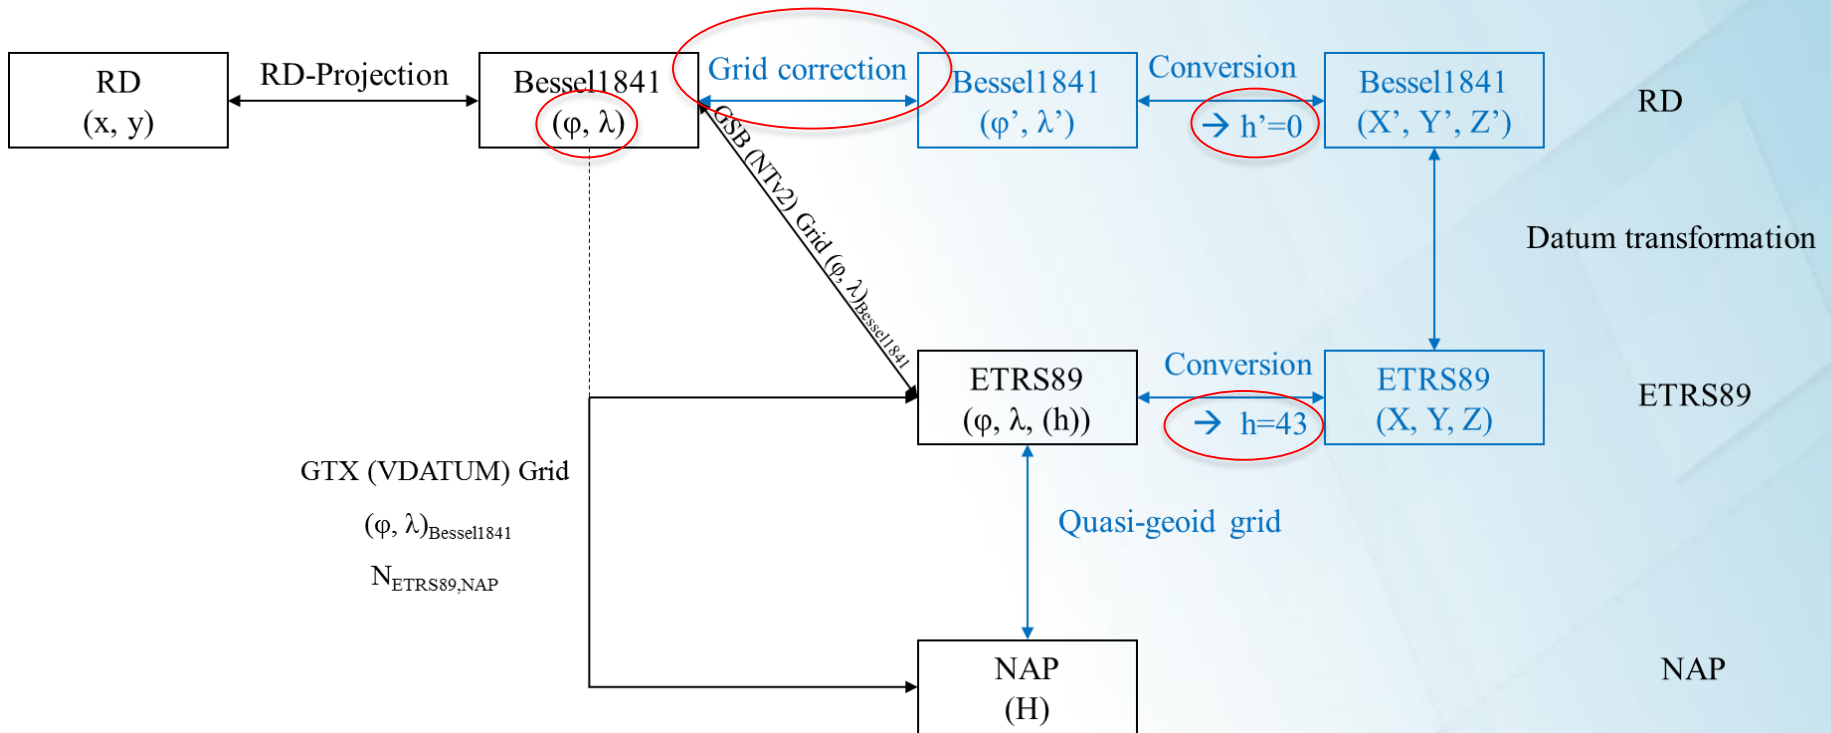 RD
(x, y)
RD-Projection
Bessel1841
(φ, λ)
Grid correction
Bessel1841
(φ’, λ’)
Conversion
→ h’=0
Bessel1841
(X’, Y’, Z’)
RD
GSB (NTv2) Grid (φ, λ)Bessel1841
Datum transformation
ETRS89
(φ, λ, (h))
Conversion
→ h=43
ETRS89
(X, Y, Z)
ETRS89
GTX (VDATUM) Grid
(φ, λ)Bessel1841
NETRS89,NAP
Quasi-geoid grid
NAP
(H)
NAP